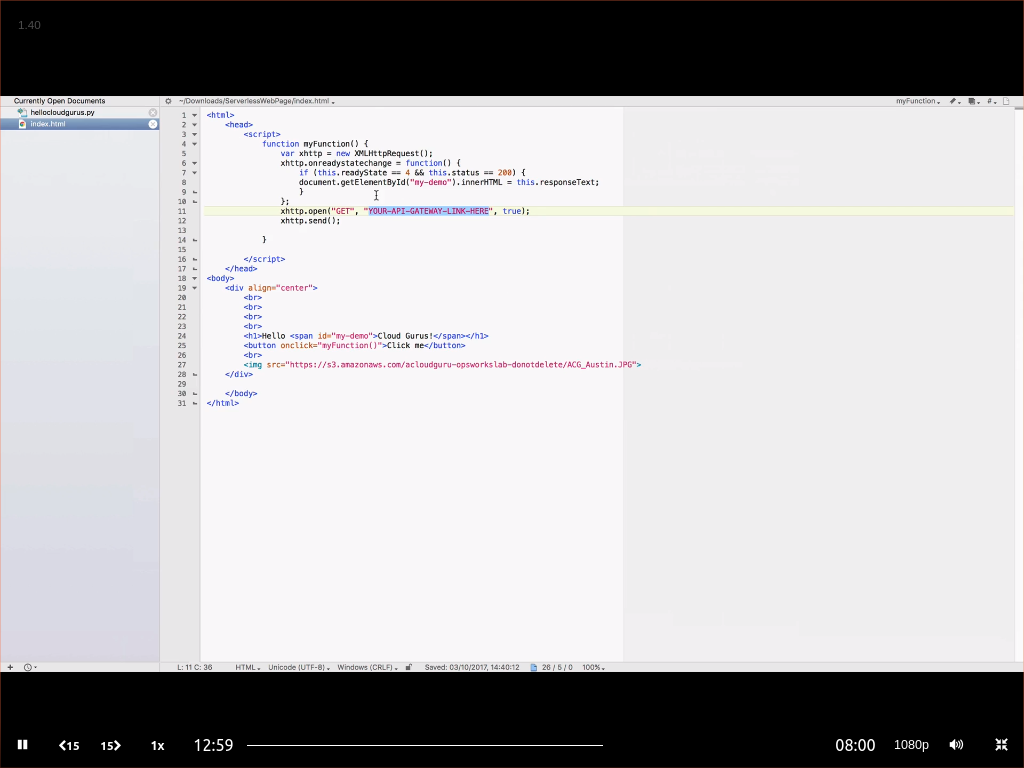 1.40
Currently Open Documents
hellocloudgurus.py
index.html
~/Downloads/ServerlessWebPage/index.html
myFunction
#
1 <html>
2 <head>
3 <script>
4 function myFunction() {
5 var xhttp = new XMLHttpRequest();
6 xhttp.onreadystatechange = function() {
7 if (this.readyState == 4 && this.status == 200) {
8 document.getElementById("my-demo").innerHTML = this.responseText;
9 }
10 };
11 xhttp.open("GET", "YOUR-API-GATEWAY-LINK-HERE", true);
12 xhttp.send();
13
14 }
15
16 </script>
17 </head>
18 <body>
19 <div align="center">
20 <br>
21 <br>
22 <br>
23 <br>
24 <h1>Hello <span id="my-demo">Cloud Gurus!</span></h1>
25 <button onclick="myFunction()">Click me</button>
26 <br>
27 <img src="https://s3.amazonaws.com/acloudguru-opsworkslab-donotdelete/ACG_Austin.JPG">
28 </div>
29
30 </body>
31 </html>
L: 11 C: 36 HTML Unicode (UTF-8) Windows (CRLF) Saved: 03/10/2017, 14:40:12 26 / 5 / 0 100%
15 15 1x 12:59 08:00 1080p